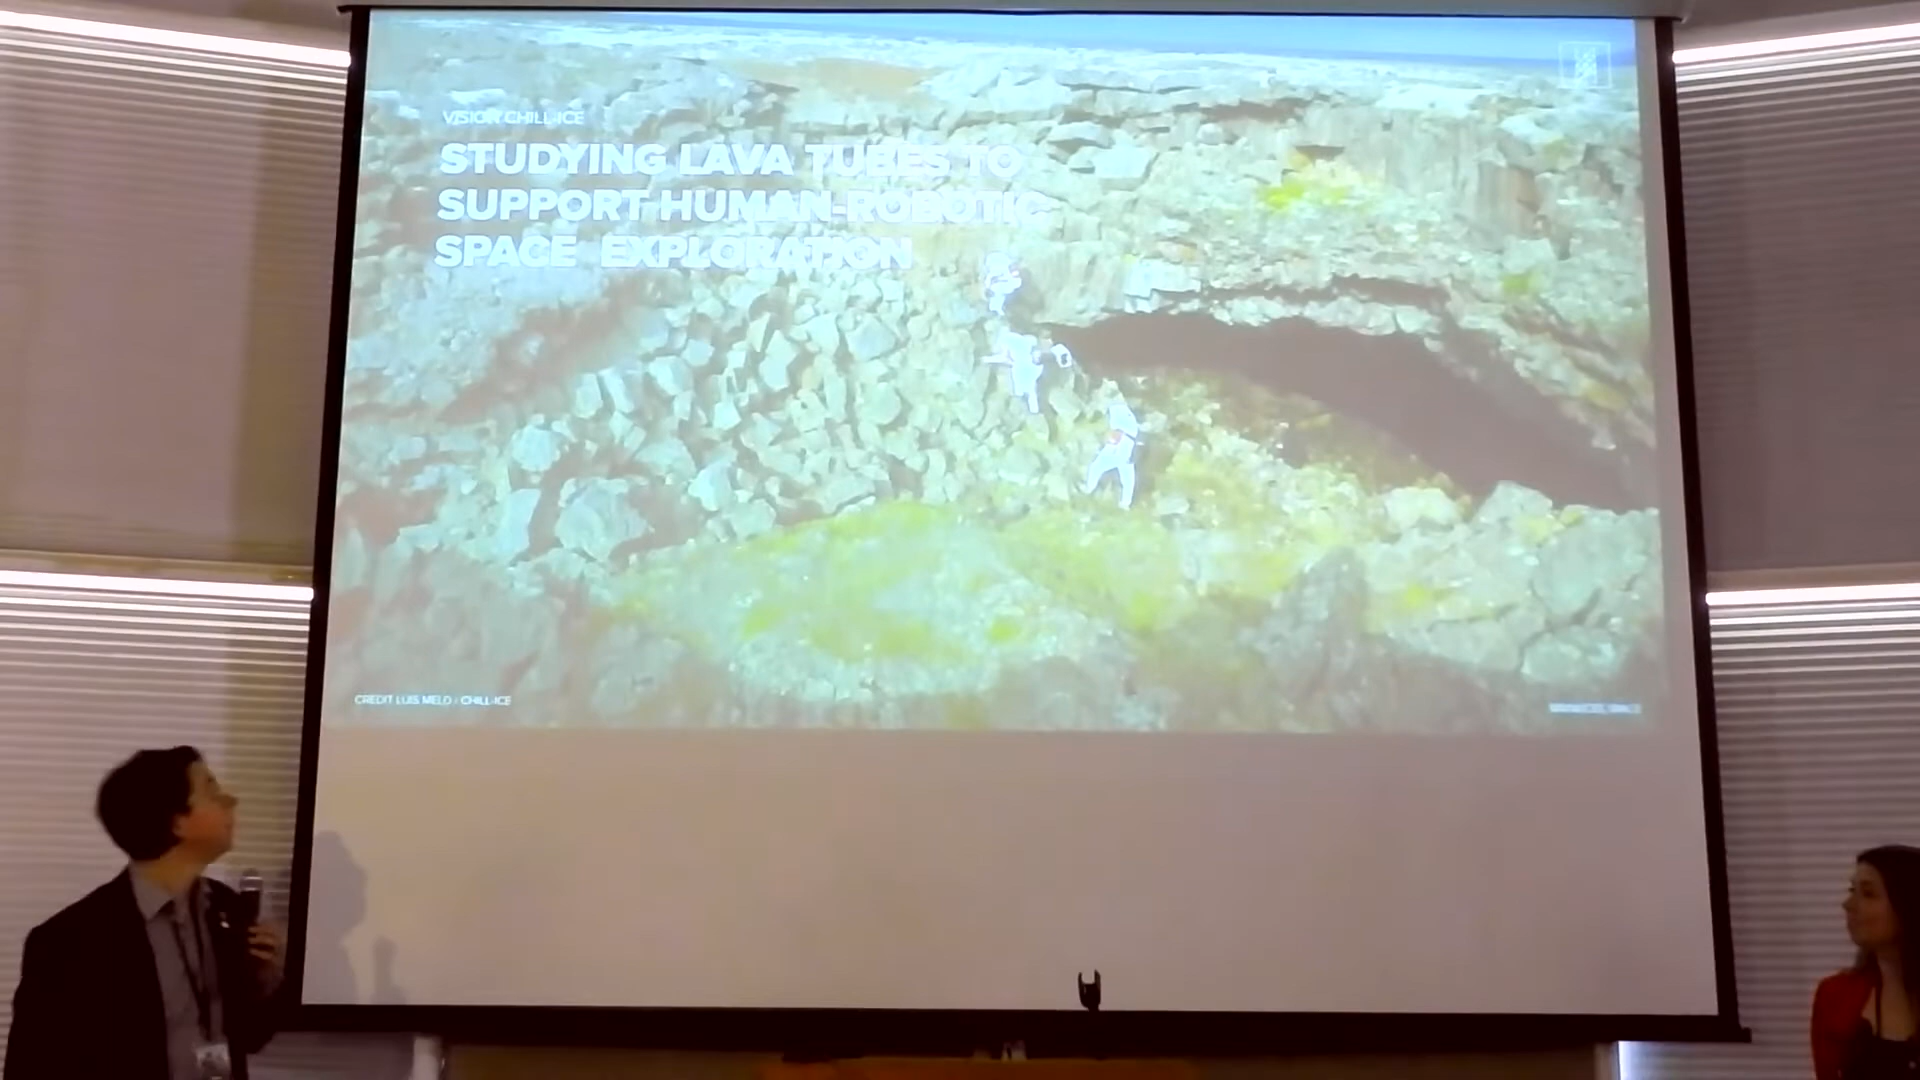 VISION CHILL-ICE
STUDYING LAVA TUBES TO
SUPPORT HUMAN-ROBOTIC
SPACE EXPLORATION
CREDIT LUIS MELO / CHILL-ICE